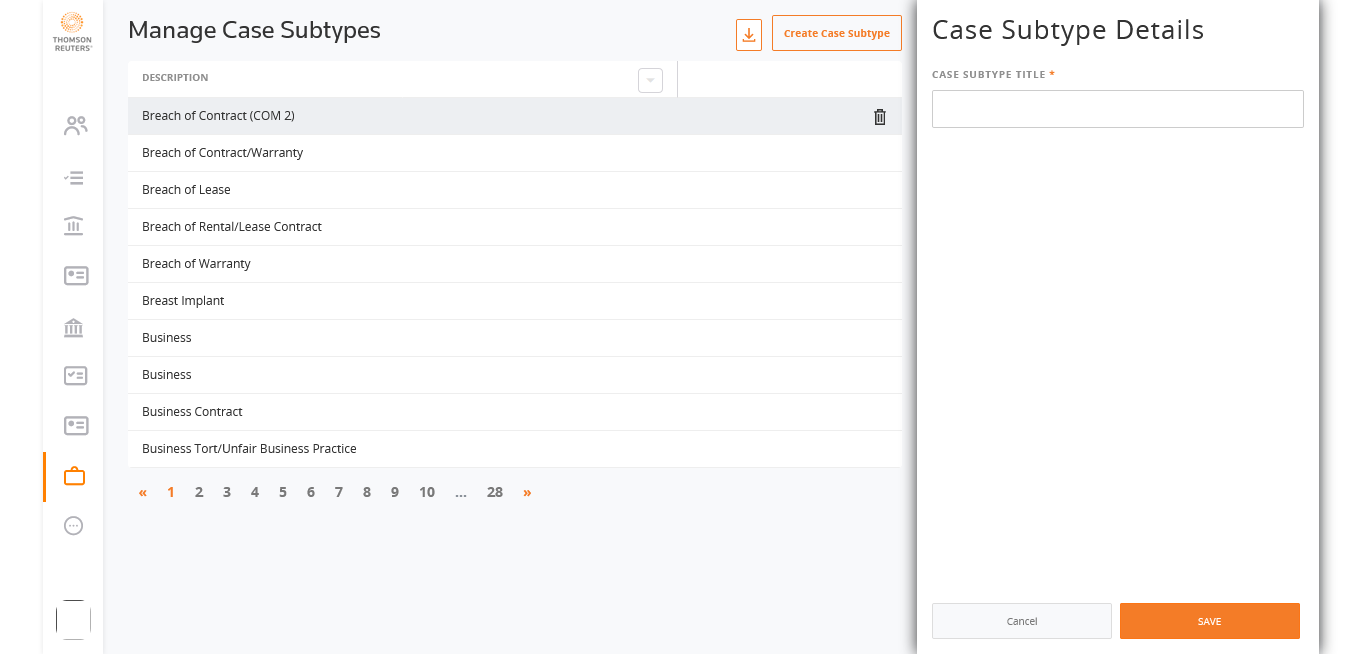 THOMSON
REUTERS
Manage Case Subtypes
Create Case Subtype
DESCRIPTION
Breach of Contract (COM 2)
Breach of Contract/Warranty
Breach of Lease
Breach of Rental/Lease Contract
Breach of Warranty
Breast Implant
Business
Business
Business Contract
Business Tort/Unfair Business Practice
« 1 2 3 4 5 6 7 8 9 10 ... 28 »
Case Subtype Details
CASE SUBTYPE TITLE *
Cancel
SAVE